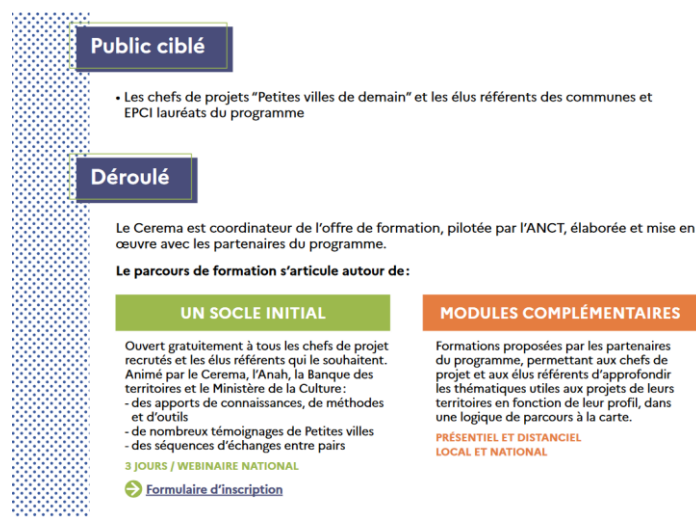 Public ciblé
• Les chefs de projets "Petites villes de demain" et les élus référents des communes et
EPCI lauréats du programme
Déroulé
Le Cerema est coordinateur de l'offre de formation, pilotée par l'ANCT, élaborée et mise en
œuvre avec les partenaires du programme.
Le parcours de formation s'articule autour de :
UN SOCLE INITIAL
Ouvert gratuitement à tous les chefs de projet
recrutés et les élus référents qui le souhaitent.
Animé par le Cerema, l'Anah, la Banque des
territoires et le Ministère de la Culture :
- des apports de connaissances, de méthodes
et d'outils
- de nombreux témoignages de Petites villes
- des séquences d'échanges entre pairs
3 JOURS / WEBINAIRE NATIONAL
Formulaire d'inscription
MODULES COMPLÉMENTAIRES
Formations proposées par les partenaires
du programme, permettant aux chefs de
projet et aux élus référents d'approfondir
les thématiques utiles aux projets de leurs
territoires en fonction de leur profil, dans
une logique de parcours à la carte.
PRÉSENTIEL ET DISTANCIEL
LOCAL ET NATIONAL